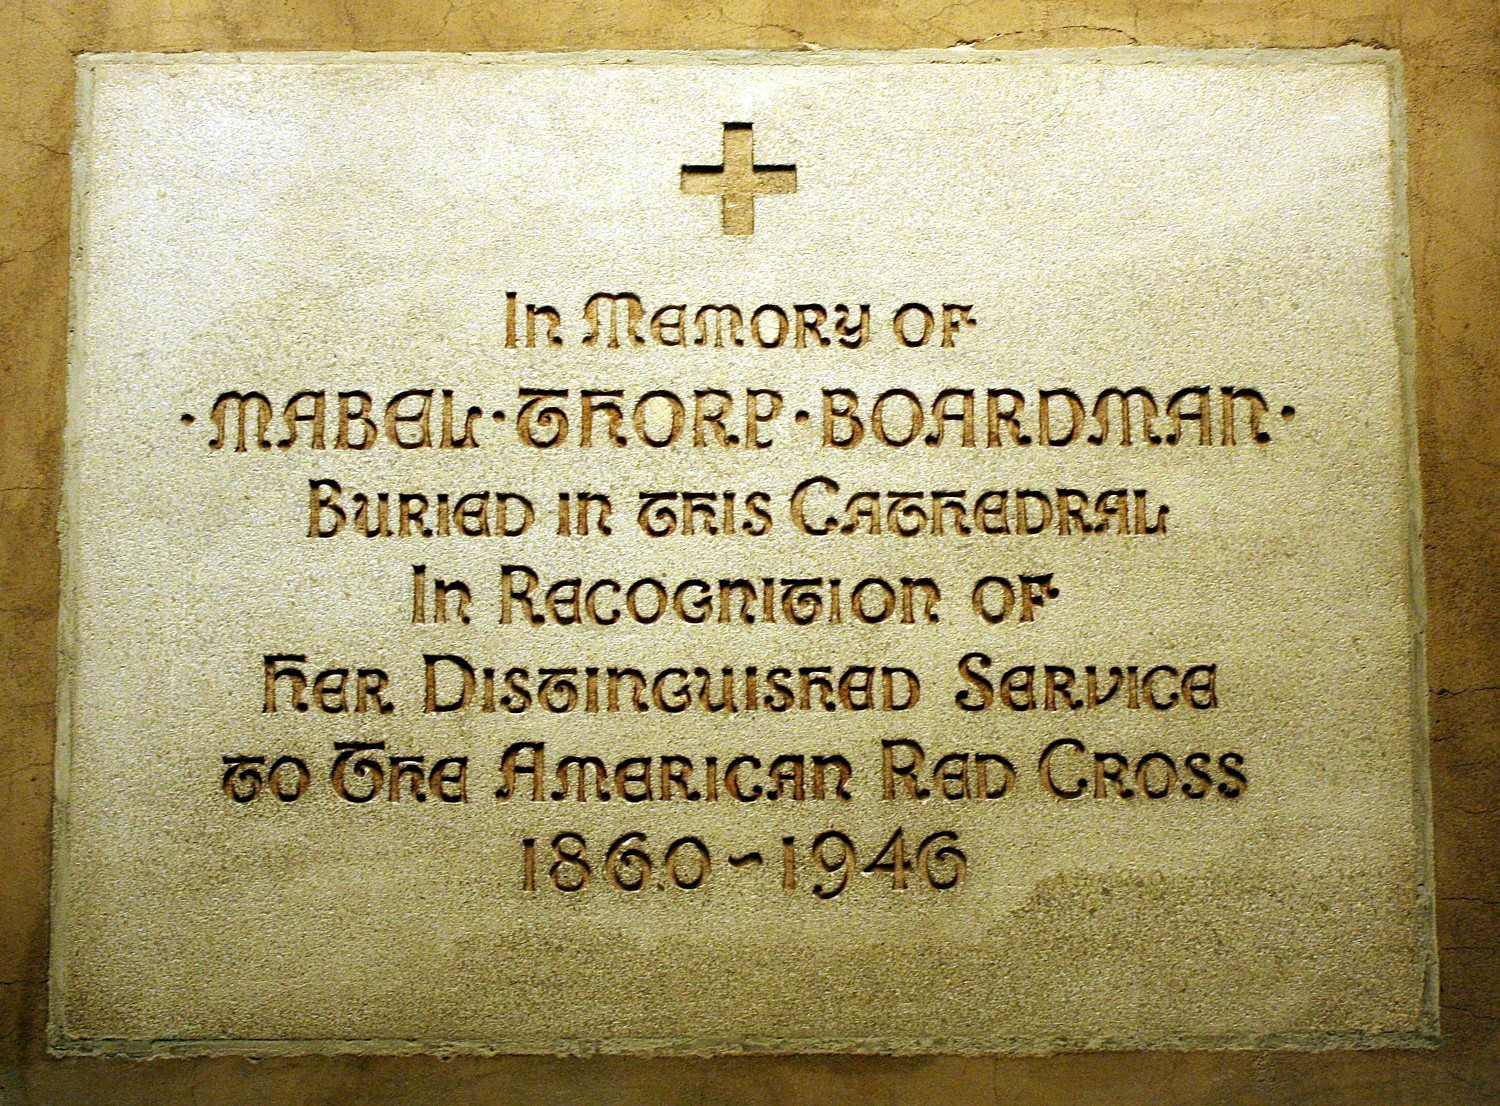 In Memory of
·MABEL·THORP·BOARDMAN·
Buried in this Cathedral
In Recognition of
Her Distinguished Service
to The American Red Cross
1860~1946